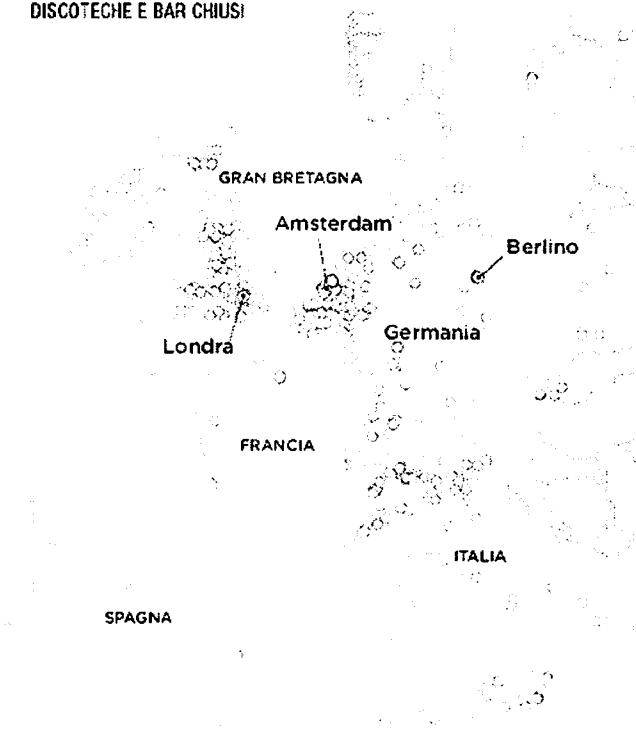 DISCOTECHE E BAR CHIUSI
GRAN BRETAGNA
Amsterdam
Berlino
Londra
Germania
FRANCIA
ITALIA
SPAGNA